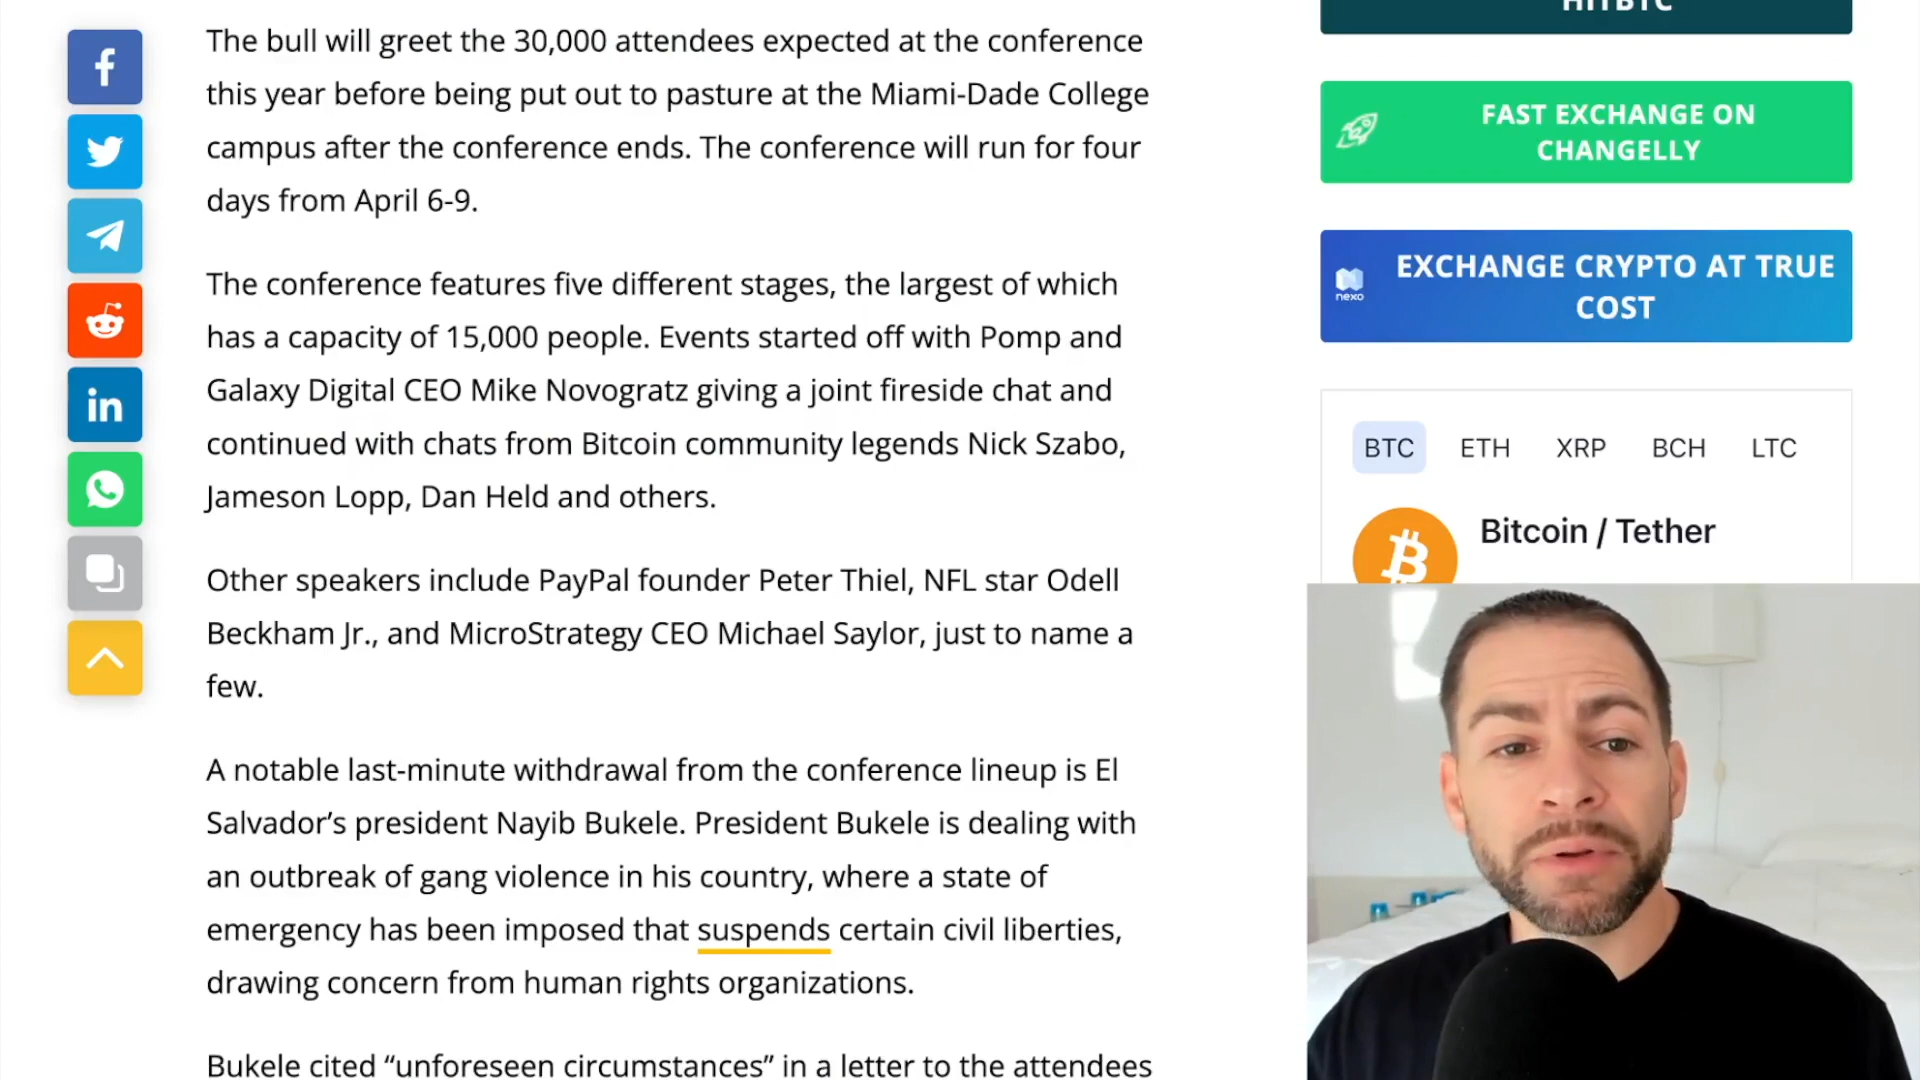 The bull will greet the 30,000 attendees expected at the conference
this year before being put out to pasture at the Miami-Dade College
campus after the conference ends. The conference will run for four
days from April 6-9.
The conference features five different stages, the largest of which
has a capacity of 15,000 people. Events started off with Pomp and
Galaxy Digital CEO Mike Novogratz giving a joint fireside chat and
continued with chats from Bitcoin community legends Nick Szabo,
Jameson Lopp, Dan Held and others.
Other speakers include PayPal founder Peter Thiel, NFL star Odell
Beckham Jr., and MicroStrategy CEO Michael Saylor, just to name a
few.
A notable last-minute withdrawal from the conference lineup is El
Salvador’s president Nayib Bukele. President Bukele is dealing with
an outbreak of gang violence in his country, where a state of
emergency has been imposed that suspends certain civil liberties,
drawing concern from human rights organizations.
Bukele cited “unforeseen circumstances” in a letter to the attendees
HITBTC
FAST EXCHANGE ON
CHANGELLY
nexo
EXCHANGE CRYPTO AT TRUE
COST
BTC ETH XRP BCH LTC
Bitcoin / Tether